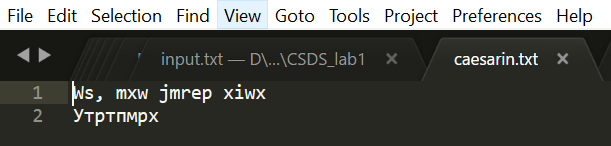 File Edit Selection Find View Goto Tools Project Preferences Help
input.txt — D\...\CSDS_lab1 × caesarin.txt ×
1 Ws, mxw jmrep xiwx
2 Утртпмрх